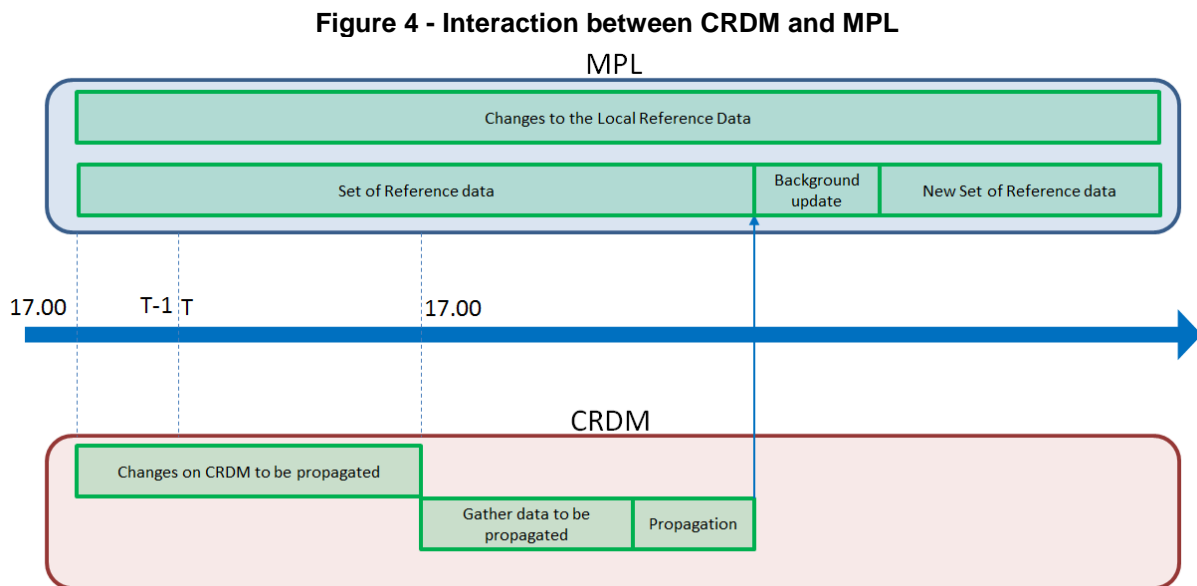 Figure 4 - Interaction between CRDM and MPL
MPL
Changes to the Local Reference Data
Set of Reference data
Background
update
New Set of Reference data
17.00
T-1
T
17.00
CRDM
Changes on CRDM to be propagated
Gather data to be
propagated
Propagation